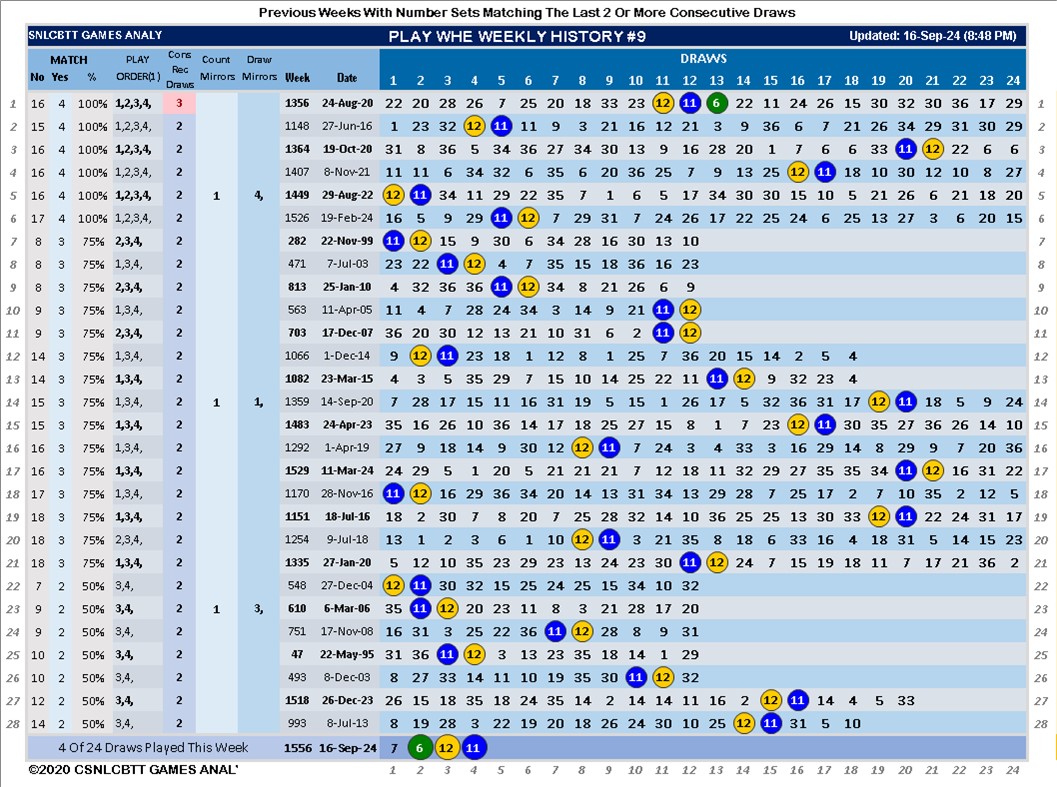 Previous Weeks With Number Sets Matching The Last 2 Or More Consecutive Draws
SNLCBTT GAMES ANALY PLAY WHE WEEKLY HISTORY #9 Updated: 16-Sep-24 (8:48 PM)
MATCH PLAY Cons Count Draw DRAWS
No Yes % ORDER(1) Rec Draws Mirrors Mirrors Week Date 1 2 3 4 5 6 7 8 9 10 11 12 13 14 15 16 17 18 19 20 21 22 23 24
1 16 4 100% 1,2,3,4, 3 1356 24-Aug-20 22 20 28 26 7 25 20 18 33 23 12 11 6 22 11 24 26 15 30 32 30 36 17 29 1
2 15 4 100% 1,2,3,4, 2 1148 27-Jun-16 1 23 32 12 11 11 9 3 21 16 12 21 3 9 36 6 7 21 26 34 29 31 30 29 2
3 16 4 100% 1,2,3,4, 2 1364 19-Oct-20 31 8 36 5 34 36 27 34 30 13 9 16 28 20 1 7 6 6 33 11 12 22 6 6 3
4 16 4 100% 1,2,3,4, 2 1407 8-Nov-21 11 11 6 34 32 6 35 6 20 36 25 7 9 13 25 12 11 18 10 30 12 10 8 27 4
5 16 4 100% 1,2,3,4, 2 1 4, 1449 29-Aug-22 12 11 34 11 29 22 35 7 1 6 5 17 34 30 30 15 10 5 21 26 6 21 18 20 5
6 17 4 100% 1,2,3,4, 2 1526 19-Feb-24 16 5 9 29 11 12 7 29 31 7 24 26 17 22 25 24 6 25 13 27 3 6 20 15 6
7 8 3 75% 2,3,4, 2 282 22-Nov-99 11 12 15 9 30 6 34 28 16 30 13 10 7
8 8 3 75% 1,3,4, 2 471 7-Jul-03 23 22 11 12 4 7 35 15 18 36 16 23 8
9 8 3 75% 2,3,4, 2 813 25-Jan-10 4 32 36 36 11 12 34 8 21 26 6 9 9
10 9 3 75% 1,3,4, 2 563 11-Apr-05 11 4 7 28 24 34 3 14 9 21 11 12 10
11 9 3 75% 2,3,4, 2 703 17-Dec-07 36 20 30 12 13 21 10 31 6 2 11 12 11
12 14 3 75% 1,3,4, 2 1066 1-Dec-14 9 12 11 23 18 1 12 8 1 25 7 36 20 15 14 2 5 4 12
13 14 3 75% 1,3,4, 2 1082 23-Mar-15 4 3 5 35 29 7 15 10 14 25 22 11 11 12 9 32 23 4 13
14 15 3 75% 1,3,4, 2 1 1, 1359 14-Sep-20 7 28 17 15 11 16 31 19 5 15 1 26 17 5 32 36 31 17 12 11 18 5 9 24 14
15 15 3 75% 1,3,4, 2 1483 24-Apr-23 35 16 26 10 36 14 17 18 25 27 15 8 1 7 23 12 11 30 35 27 36 26 14 10 15
16 16 3 75% 1,3,4, 2 1292 1-Apr-19 27 9 18 14 9 30 12 12 11 7 24 3 4 33 3 16 29 14 8 29 9 7 20 36 16
17 16 3 75% 1,3,4, 2 1529 11-Mar-24 24 29 5 1 20 5 21 21 21 7 12 18 11 32 29 27 35 35 34 11 12 16 31 22 17
18 17 3 75% 1,3,4, 2 1170 28-Nov-16 11 12 16 29 36 34 20 14 13 31 34 13 29 28 7 25 17 2 7 10 35 2 12 5 18
19 18 3 75% 1,3,4, 2 1151 18-Jul-16 18 2 30 7 8 20 7 25 28 32 14 10 36 25 25 13 30 33 12 11 22 24 31 17 19
20 18 3 75% 2,3,4, 2 1254 9-Jul-18 13 1 2 3 6 1 10 12 11 3 21 35 8 18 6 33 16 4 18 31 5 14 15 23 20
21 18 3 75% 1,3,4, 2 1335 27-Jan-20 5 12 10 35 23 29 23 13 24 23 30 11 12 24 7 15 19 18 11 7 17 21 36 2 21
22 7 2 50% 3,4, 2 548 27-Dec-04 12 11 30 32 15 25 24 25 15 34 10 32 22
23 9 2 50% 3,4, 2 1 3, 610 6-Mar-06 35 11 12 20 23 11 8 3 21 28 17 20 23
24 9 2 50% 3,4, 2 751 17-Nov-08 16 31 3 25 22 36 11 12 28 8 9 31 24
25 10 2 50% 3,4, 2 47 22-May-95 31 36 11 12 3 13 23 35 18 14 1 29 25
26 10 2 50% 3,4, 2 493 8-Dec-03 8 27 33 14 11 10 19 35 30 11 12 32 26
27 12 2 50% 3,4, 2 1518 26-Dec-23 26 15 18 35 18 24 35 14 2 14 14 11 16 2 12 11 14 4 5 33 27
28 14 2 50% 3,4, 2 993 8-Jul-13 8 19 28 3 22 19 20 18 26 24 30 10 25 12 11 31 5 10 28
4 Of 24 Draws Played This Week 1556 16-Sep-24 7 6 12 11
©2020 CSNLCBTT GAMES ANAL' 1 2 3 4 5 6 7 8 9 10 11 12 13 14 15 16 17 18 19 20 21 22 23 24